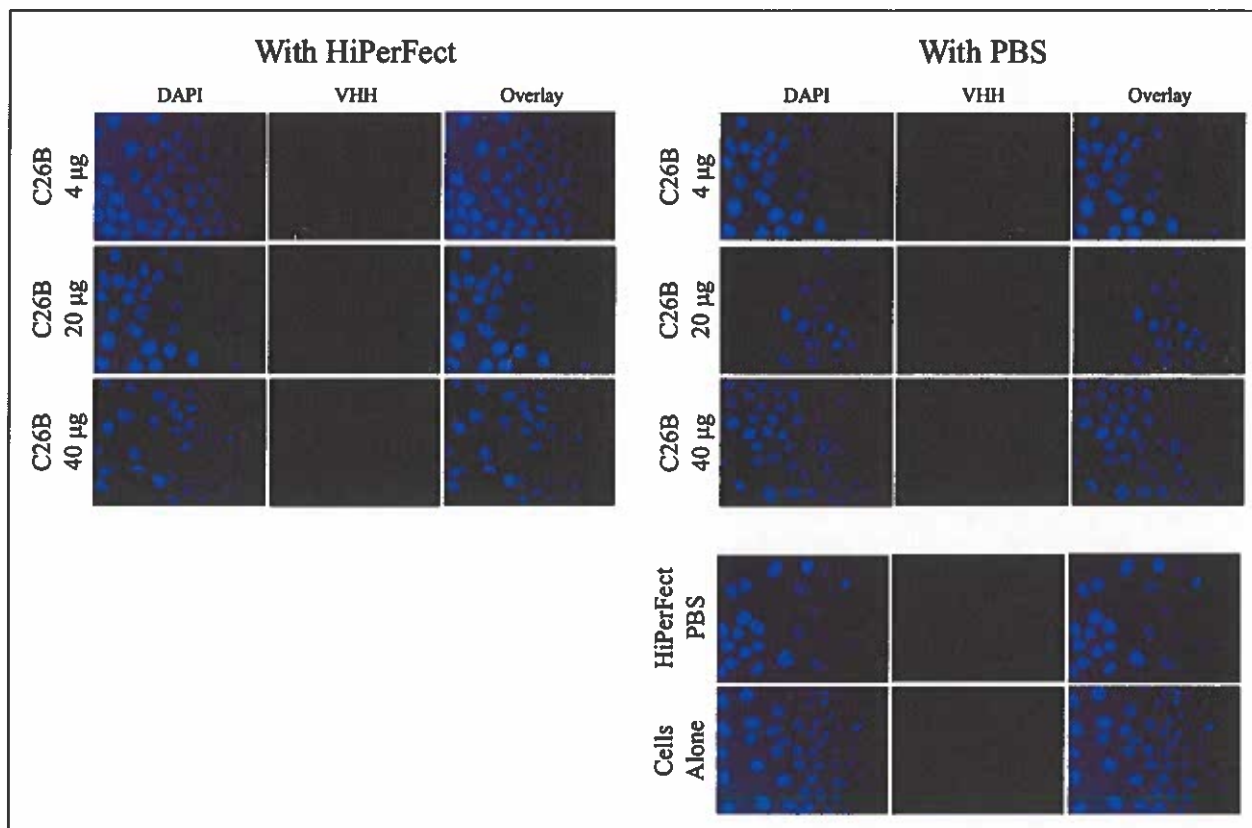 With HiPerFect
DAPI VHH Overlay
C26B
4 µg
C26B
20 µg
C26B
40 µg
With PBS
DAPI VHH Overlay
C26B
4 µg
C26B
20 µg
C26B
40 µg
HiPerFect
PBS
Cells
Alone